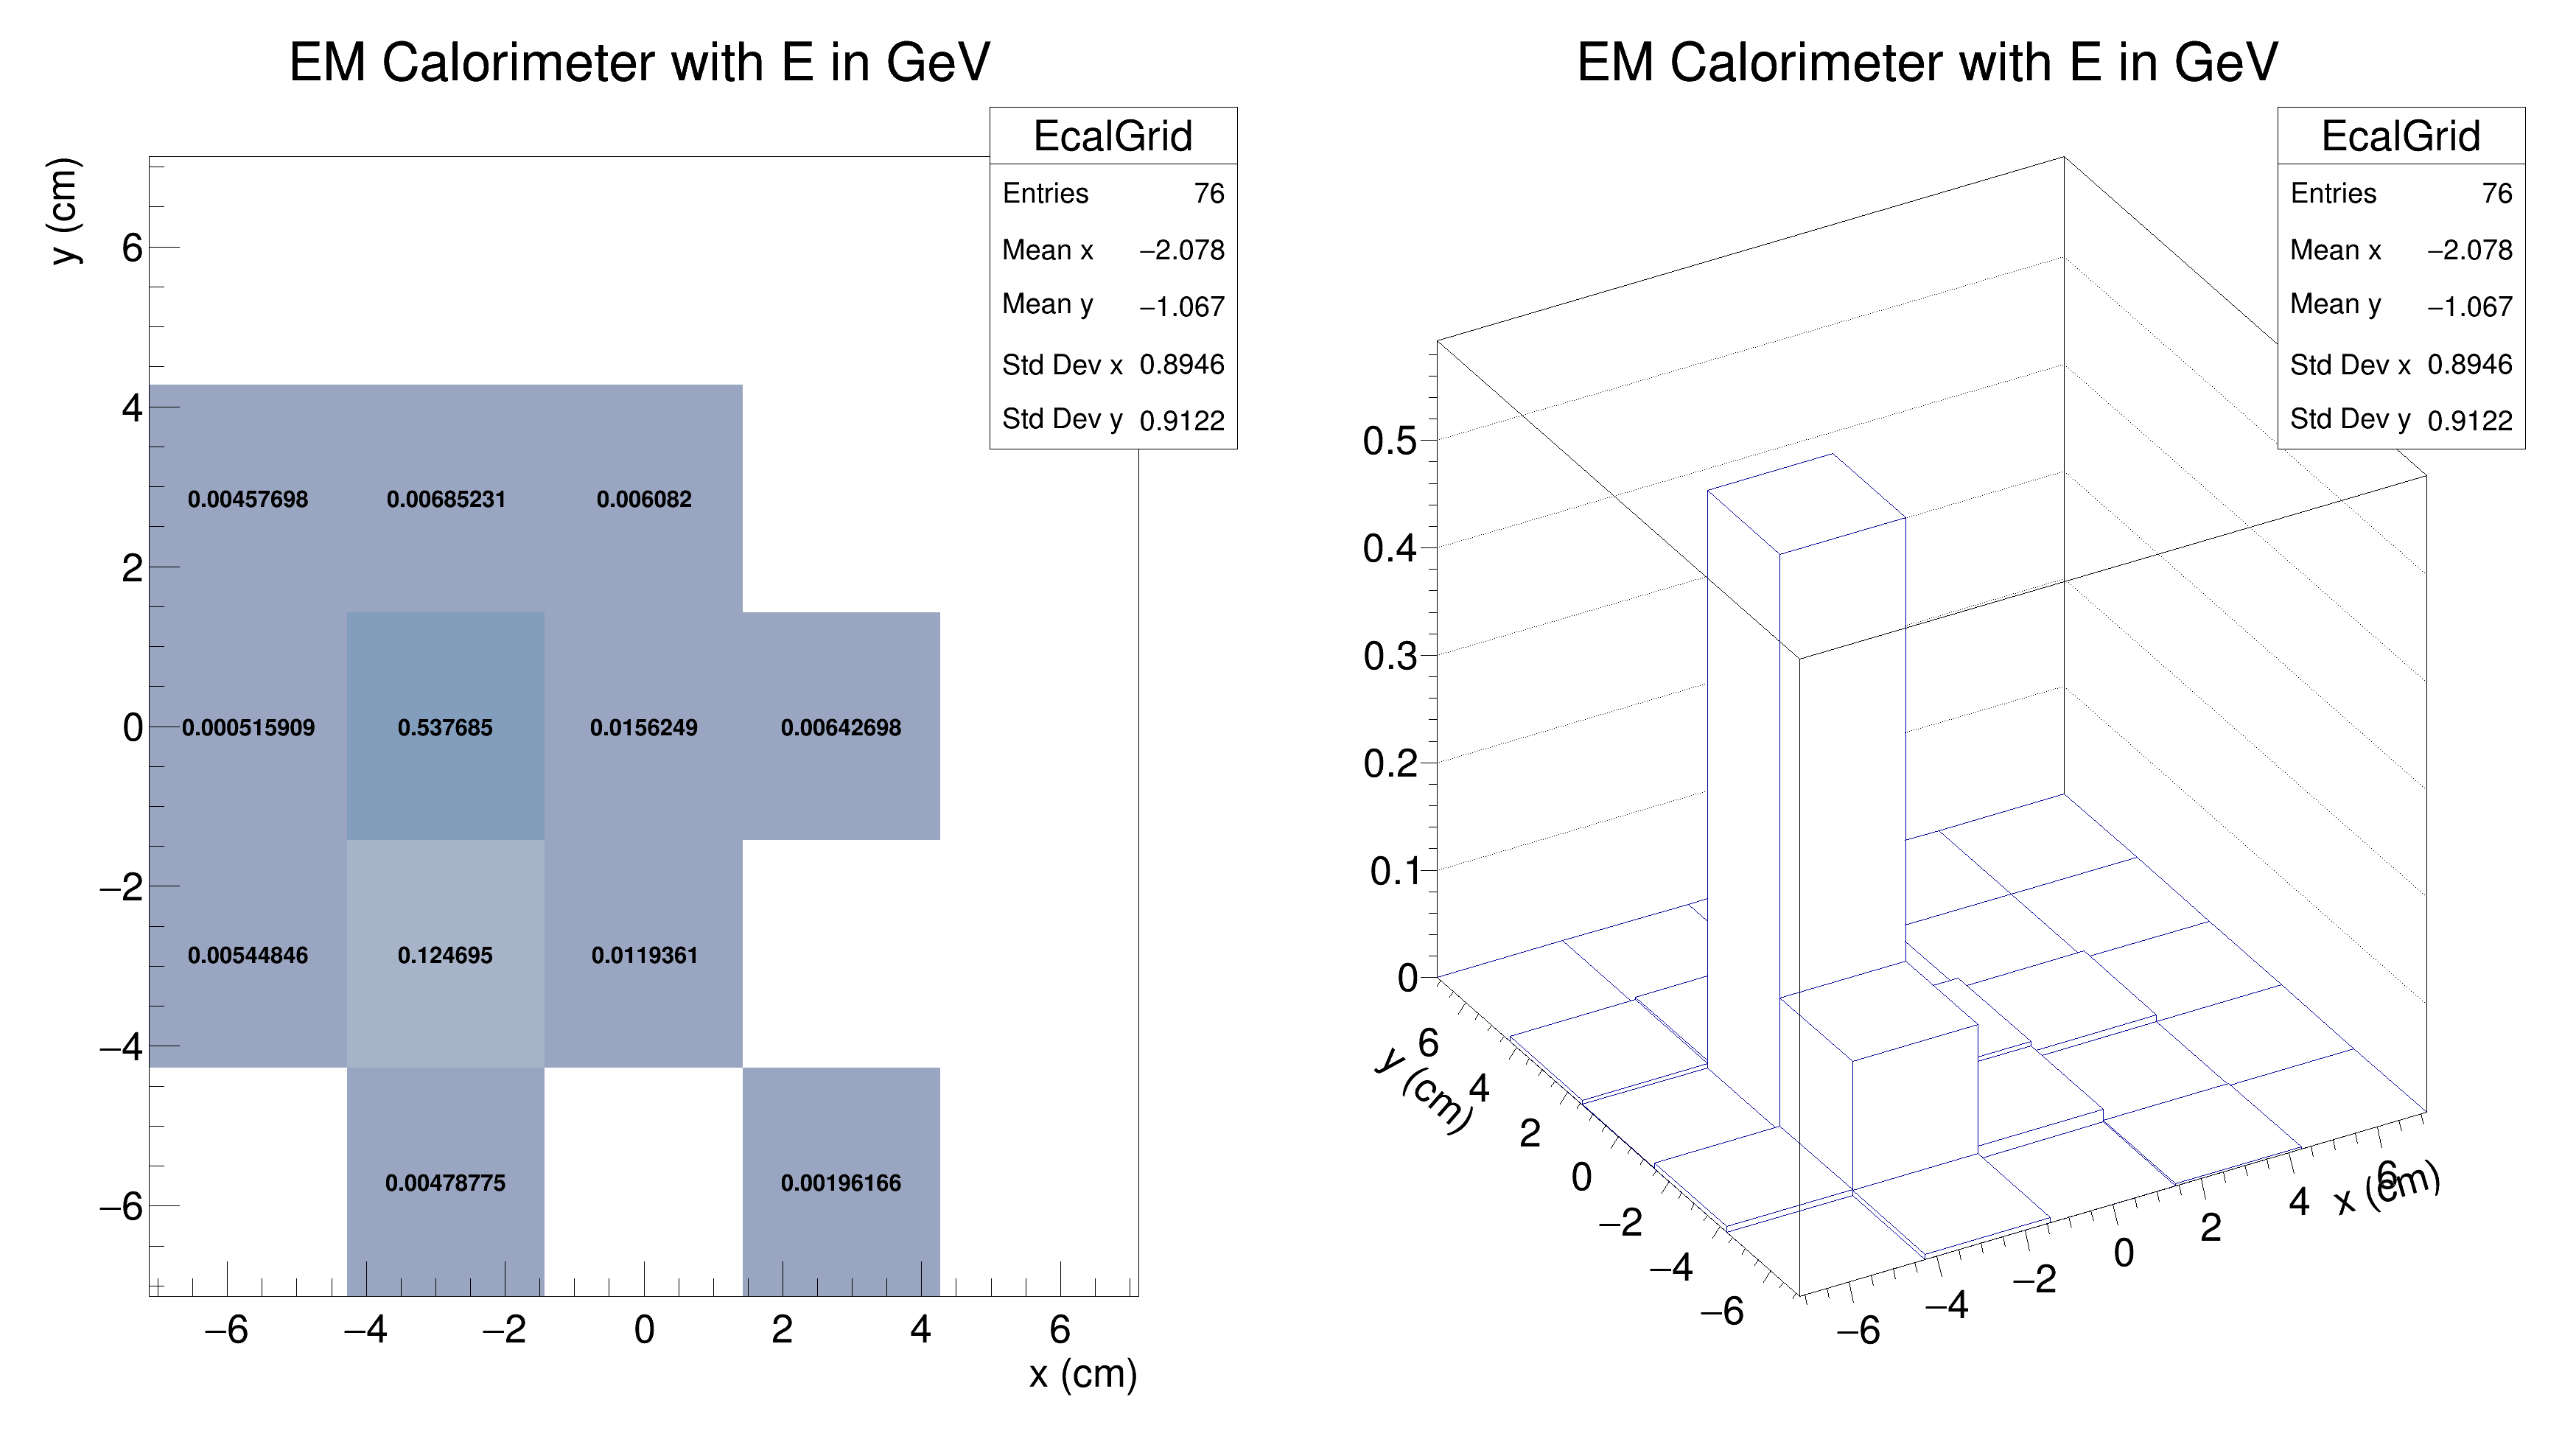 EM Calorimeter with E in GeV
EcalGrid
Entries 76
Mean x −2.078
Mean y −1.067
Std Dev x 0.8946
Std Dev y 0.9122
y (cm)
6
4
2
0
−2
−4
−6
0.00457698 0.00685231 0.006082
0.000515909 0.537685 0.0156249 0.00642698
0.00544846 0.124695 0.0119361
0.00478775 0.00196166
−6 −4 −2 0 2 4 6
x (cm)
EM Calorimeter with E in GeV
EcalGrid
Entries 76
Mean x −2.078
Mean y −1.067
Std Dev x 0.8946
Std Dev y 0.9122
0.5
0.4
0.3
0.2
0.1
0
y (cm)
6
4
2
0
−2
−4
−6
−6 −4 −2 0 2 4 6
x (cm)